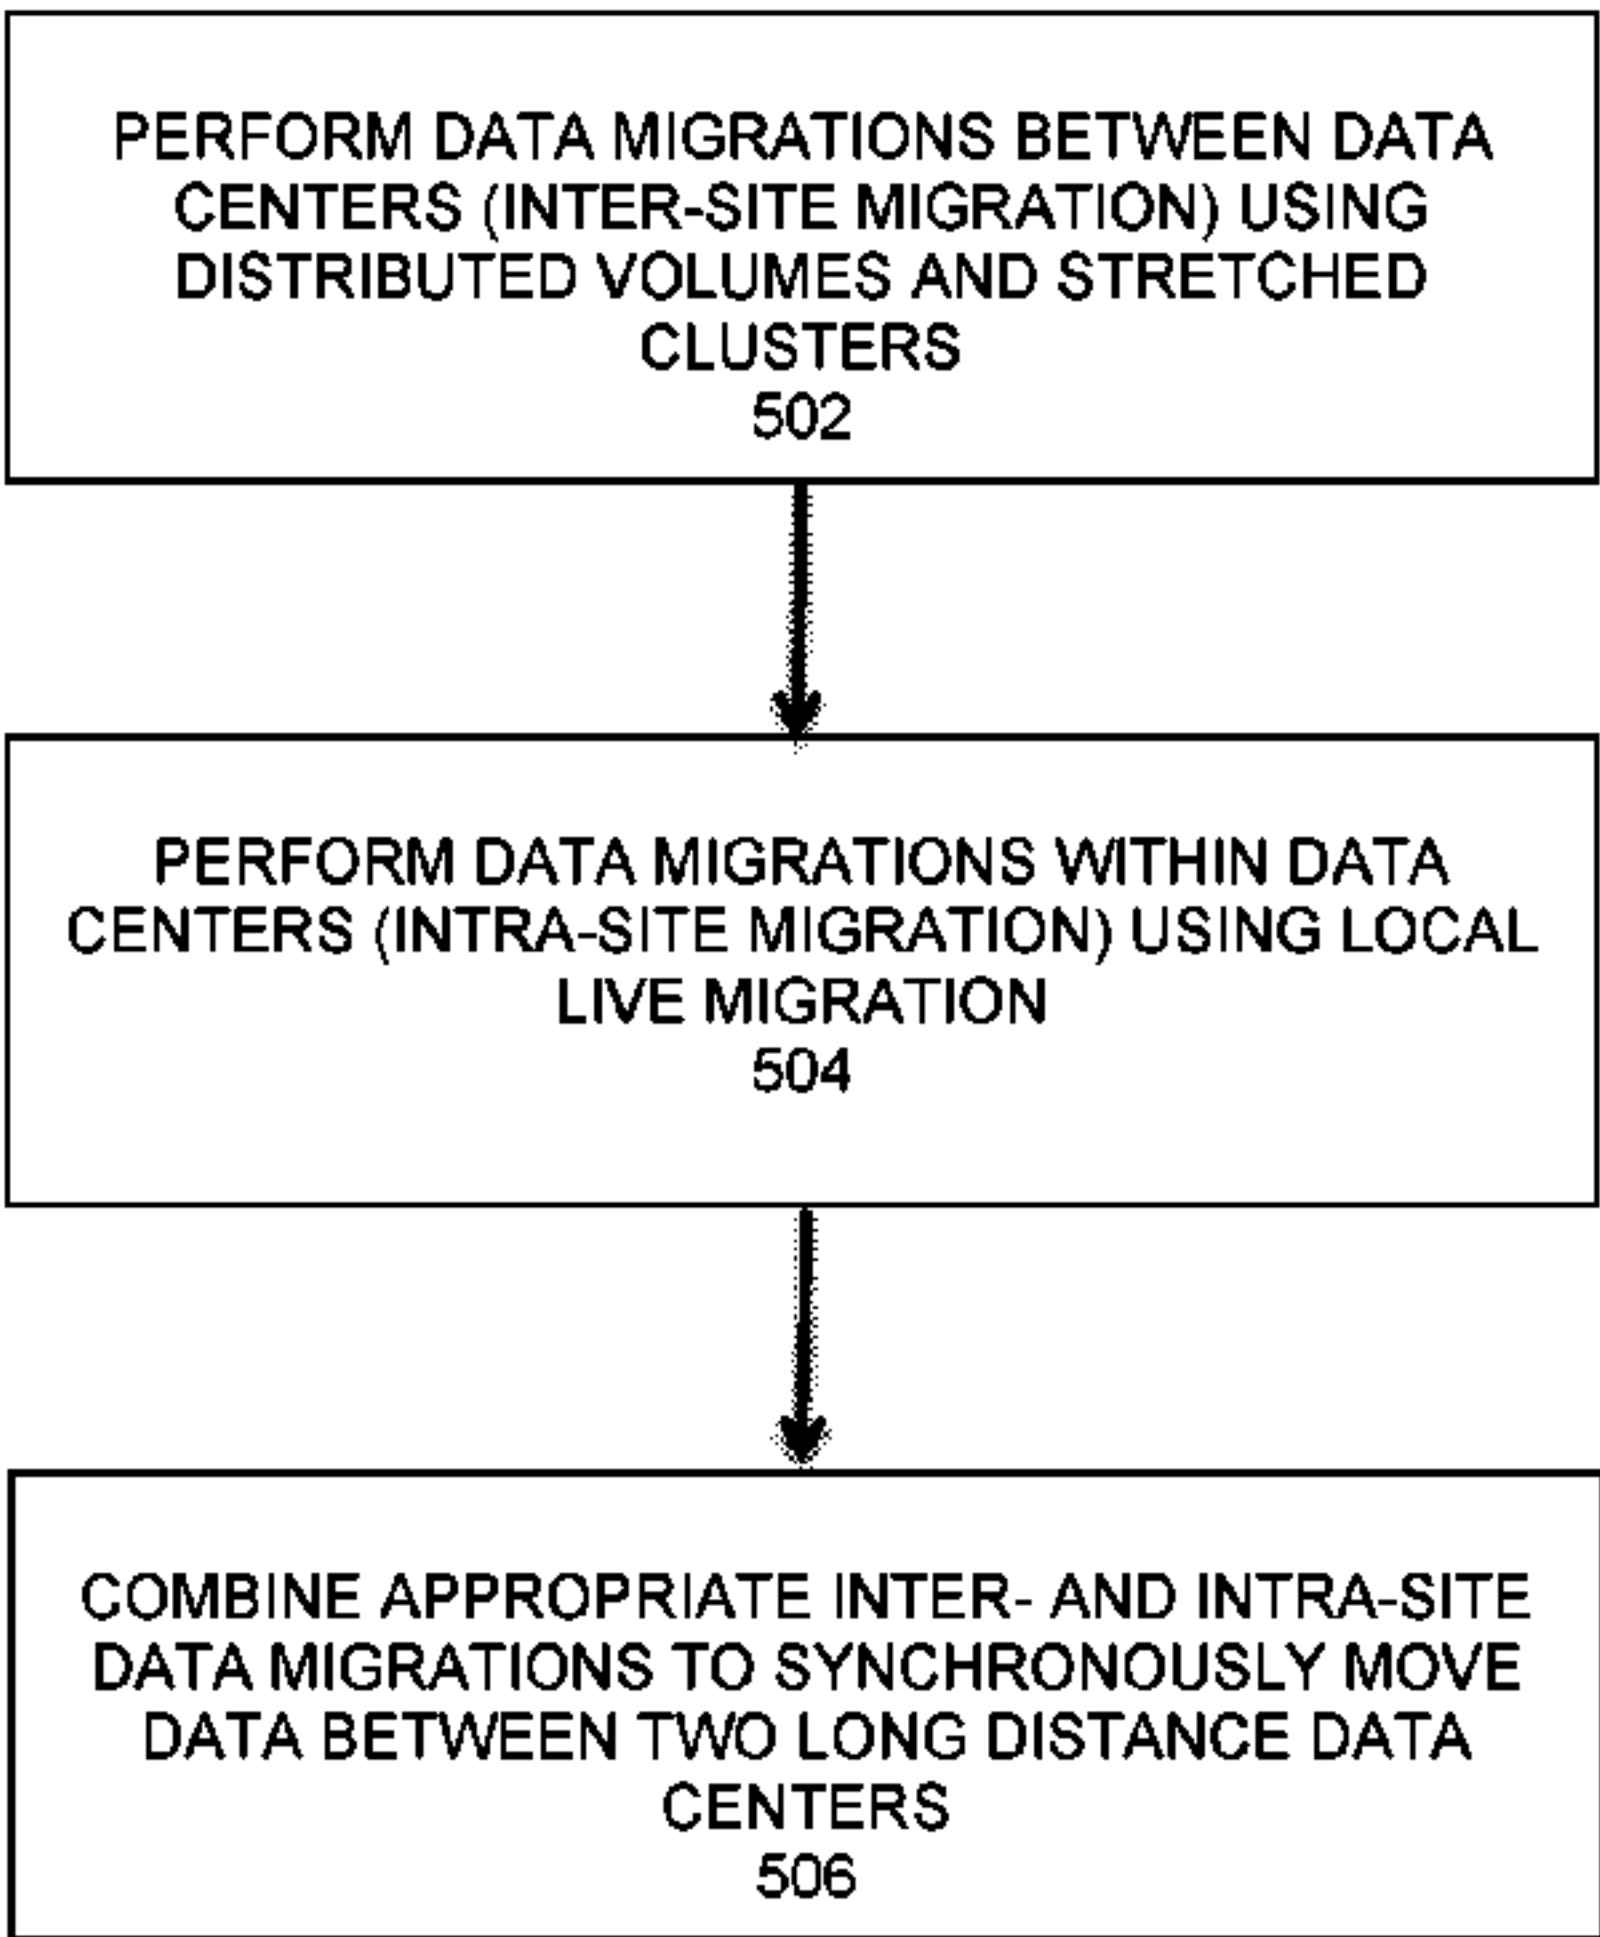 PERFORM DATA MIGRATIONS BETWEEN DATA
CENTERS (INTER-SITE MIGRATION) USING
DISTRIBUTED VOLUMES AND STRETCHED
CLUSTERS
502
PERFORM DATA MIGRATIONS WITHIN DATA
CENTERS (INTRA-SITE MIGRATION) USING LOCAL
LIVE MIGRATION
504
COMBINE APPROPRIATE INTER- AND INTRA-SITE
DATA MIGRATIONS TO SYNCHRONOUSLY MOVE
DATA BETWEEN TWO LONG DISTANCE DATA
CENTERS
506